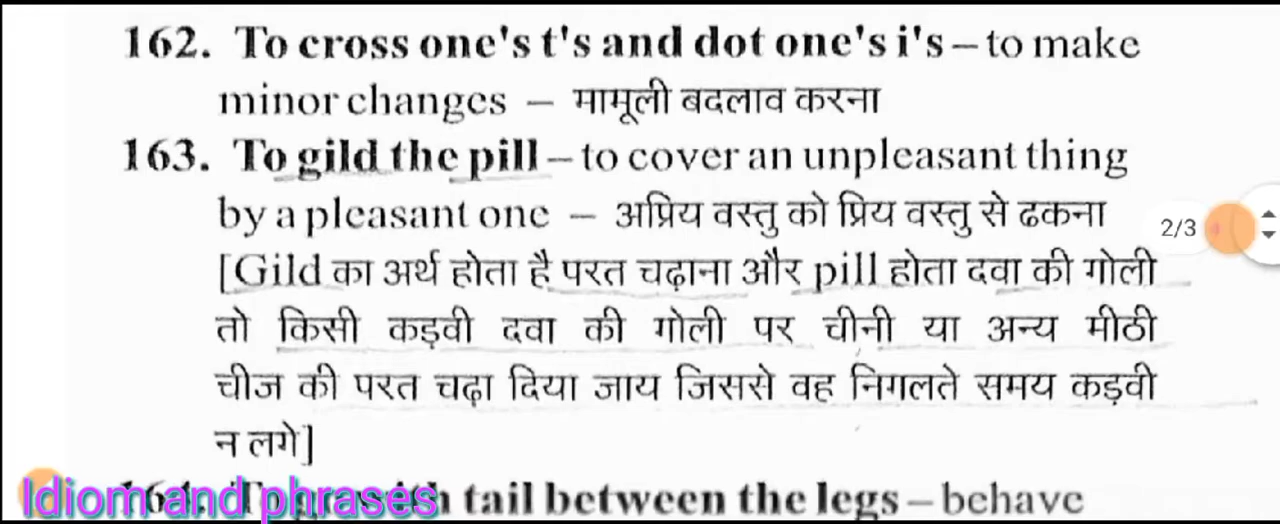 162. To cross one's t's and dot one's i's – to make
minor changes – मामूली बदलाव करना
163. To gild the pill – to cover an unpleasant thing
by a pleasant one – अप्रिय वस्तु को प्रिय वस्तु से ढकना
2/3
[Gild का अर्थ होता है परत चढ़ाना और pill होता दवा की गोली
तो किसी कड़वी दवा की गोली पर चीनी या अन्य मीठी
चीज की परत चढ़ा दिया जाय जिससे वह निगलते समय कड़वी
न लगे]
tail between the legs – behave
Idiom and phrases